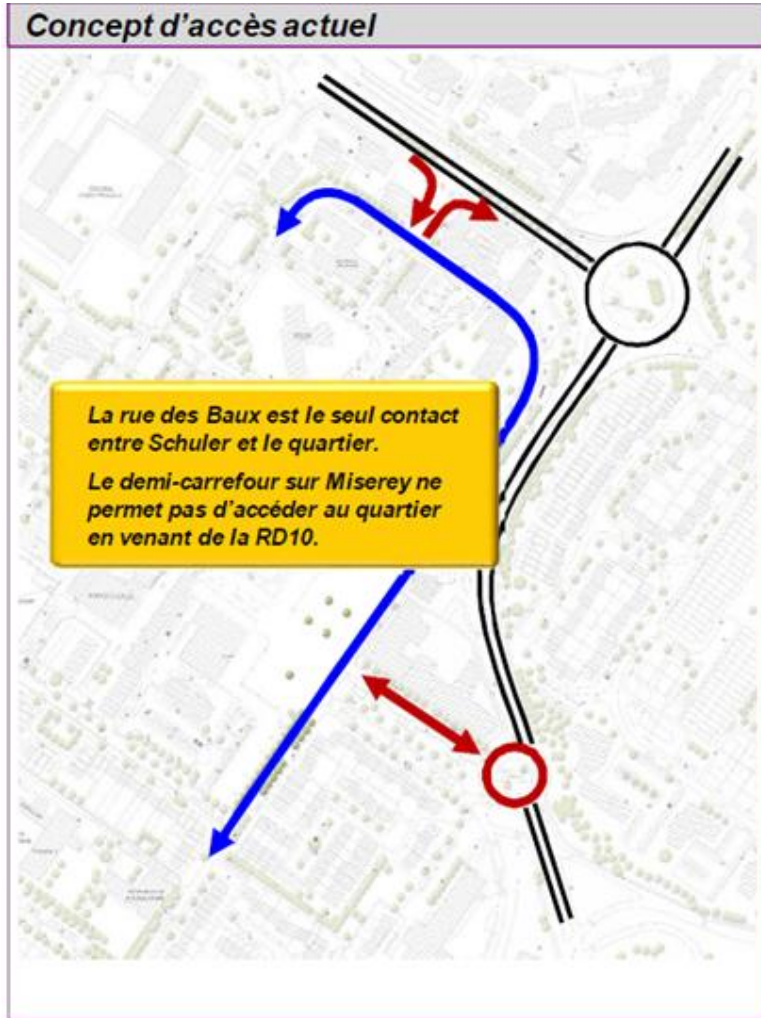 Concept d'accès actuel
La rue des Baux est le seul contact
entre Schuler et le quartier.
Le demi-carrefour sur Miserey ne
permet pas d'accéder au quartier
en venant de la RD10.